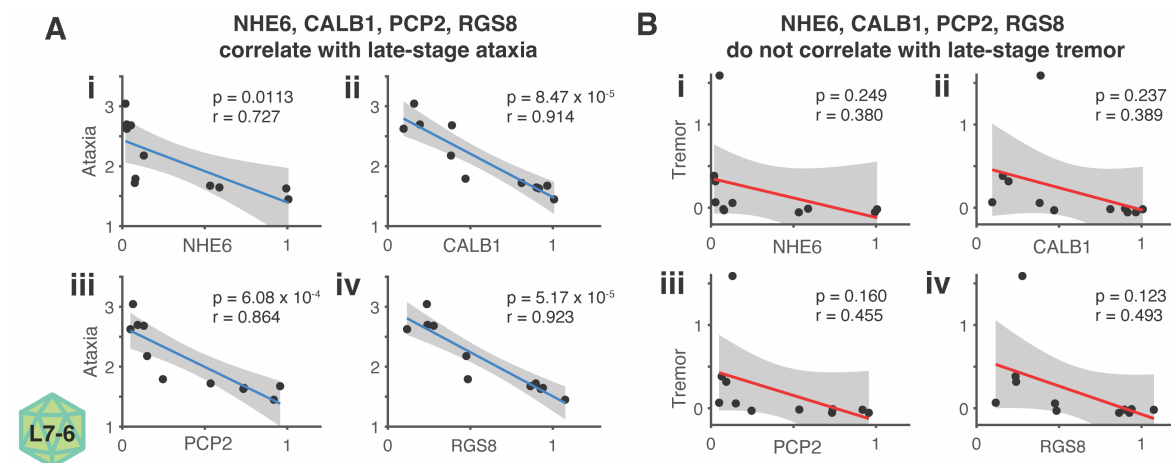 A
NHE6, CALB1, PCP2, RGS8
correlate with late-stage ataxia
i
p = 0.0113
r = 0.727
Ataxia
3
2
1
0
NHE6
1
ii
p = 8.47 x 10-5
r = 0.914
3
2
1
0
CALB1
1
iii
p = 6.08 x 10-4
r = 0.864
Ataxia
3
2
1
0
PCP2
1
iv
p = 5.17 x 10-5
r = 0.923
3
2
1
0
RGS8
1
L7-6
B
NHE6, CALB1, PCP2, RGS8
do not correlate with late-stage tremor
i
p = 0.249
r = 0.380
Tremor
1
0
0
NHE6
1
ii
p = 0.237
r = 0.389
1
0
0
CALB1
1
iii
p = 0.160
r = 0.455
Tremor
1
0
0
PCP2
1
iv
p = 0.123
r = 0.493
1
0
0
RGS8
1